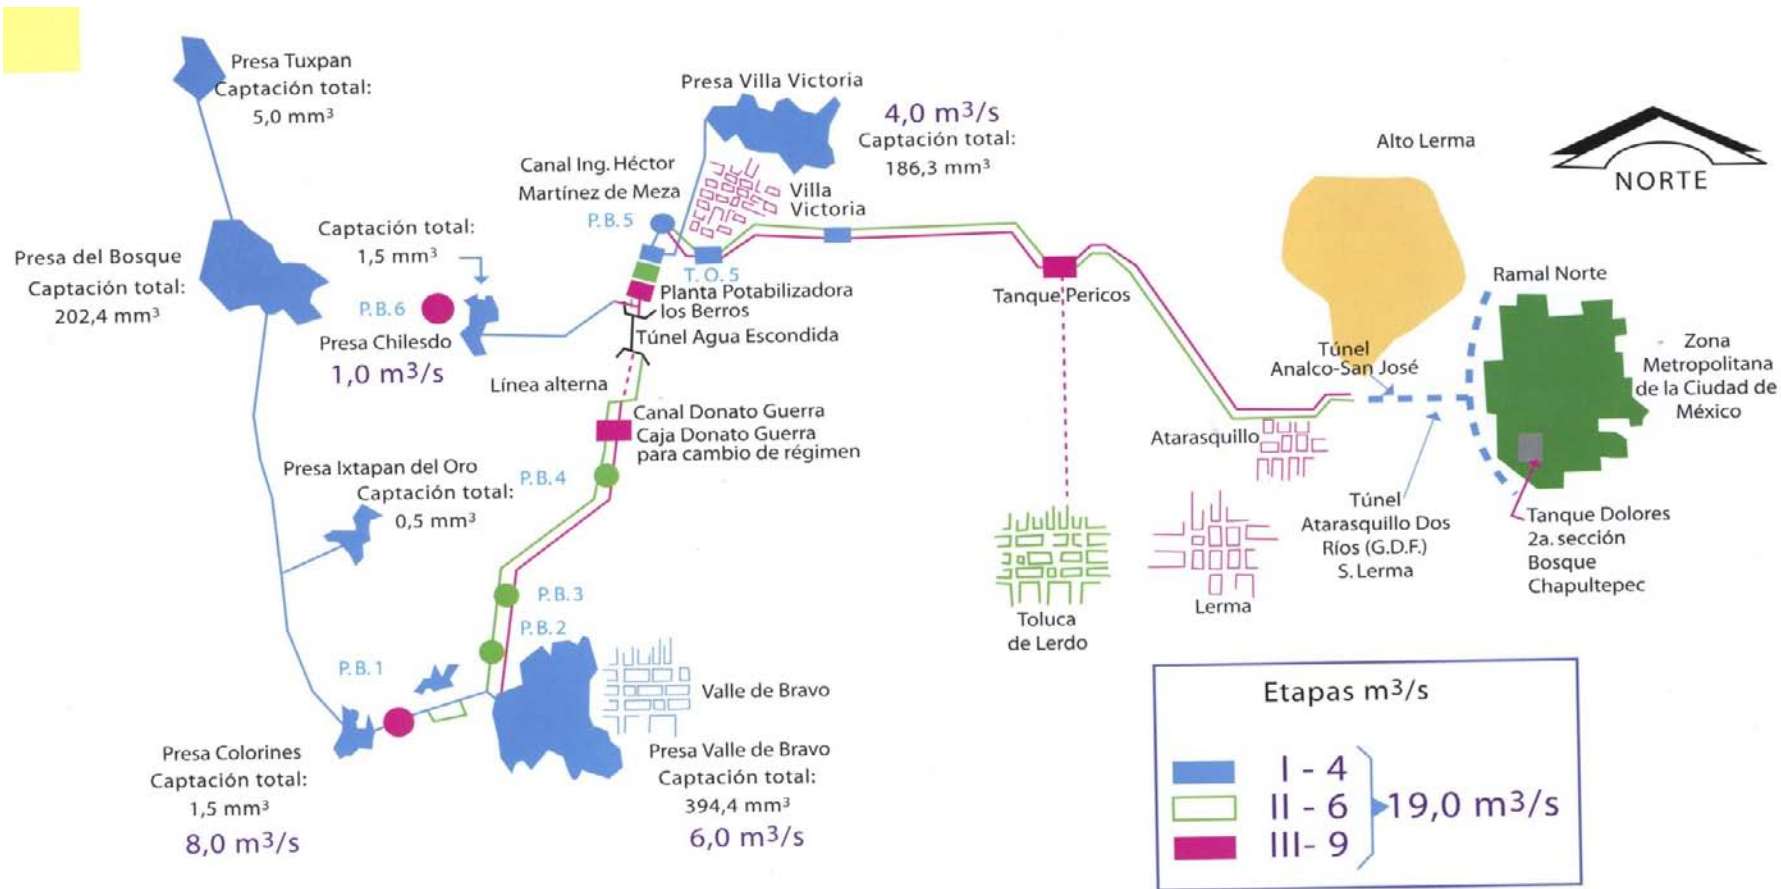 Presa Tuxpan
Captación total:
5,0 mm³
Presa Villa Victoria
4,0 m³/s
Captación total:
186,3 mm³
Alto Lerma
NORTE
Canal Ing. Héctor
Martínez de Meza
P.B.5
Villa
Victoria
T.O.5
Presa del Bosque
Captación total:
202,4 mm³
Captación total:
1,5 mm³
P.B.6
Presa Chilesdo
1,0 m³/s
Planta Potabilizadora
los Berros
Túnel Agua Escondida
Línea alterna
Canal Donato Guerra
Caja Donato Guerra
para cambio de régimen
Tanque Pericos
Ramal Norte
Túnel
Analco-San José
Zona
Metropolitana
de la Ciudad de
México
Atarasquillo
Presa Ixtapan del Oro
Captación total:
0,5 mm³
P.B.4
P.B.3
P.B.2
P.B.1
Túnel
Atarasquillo Dos
Ríos (G.D.F.)
S. Lerma
Tanque Dolores
2a. sección
Bosque
Chapultepec
Lerma
Toluca
de Lerdo
Valle de Bravo
Presa Colorines
Captación total:
1,5 mm³
8,0 m³/s
Presa Valle de Bravo
Captación total:
394,4 mm³
6,0 m³/s
Etapas m³/s
I - 4
II - 6
III- 9
19,0 m³/s